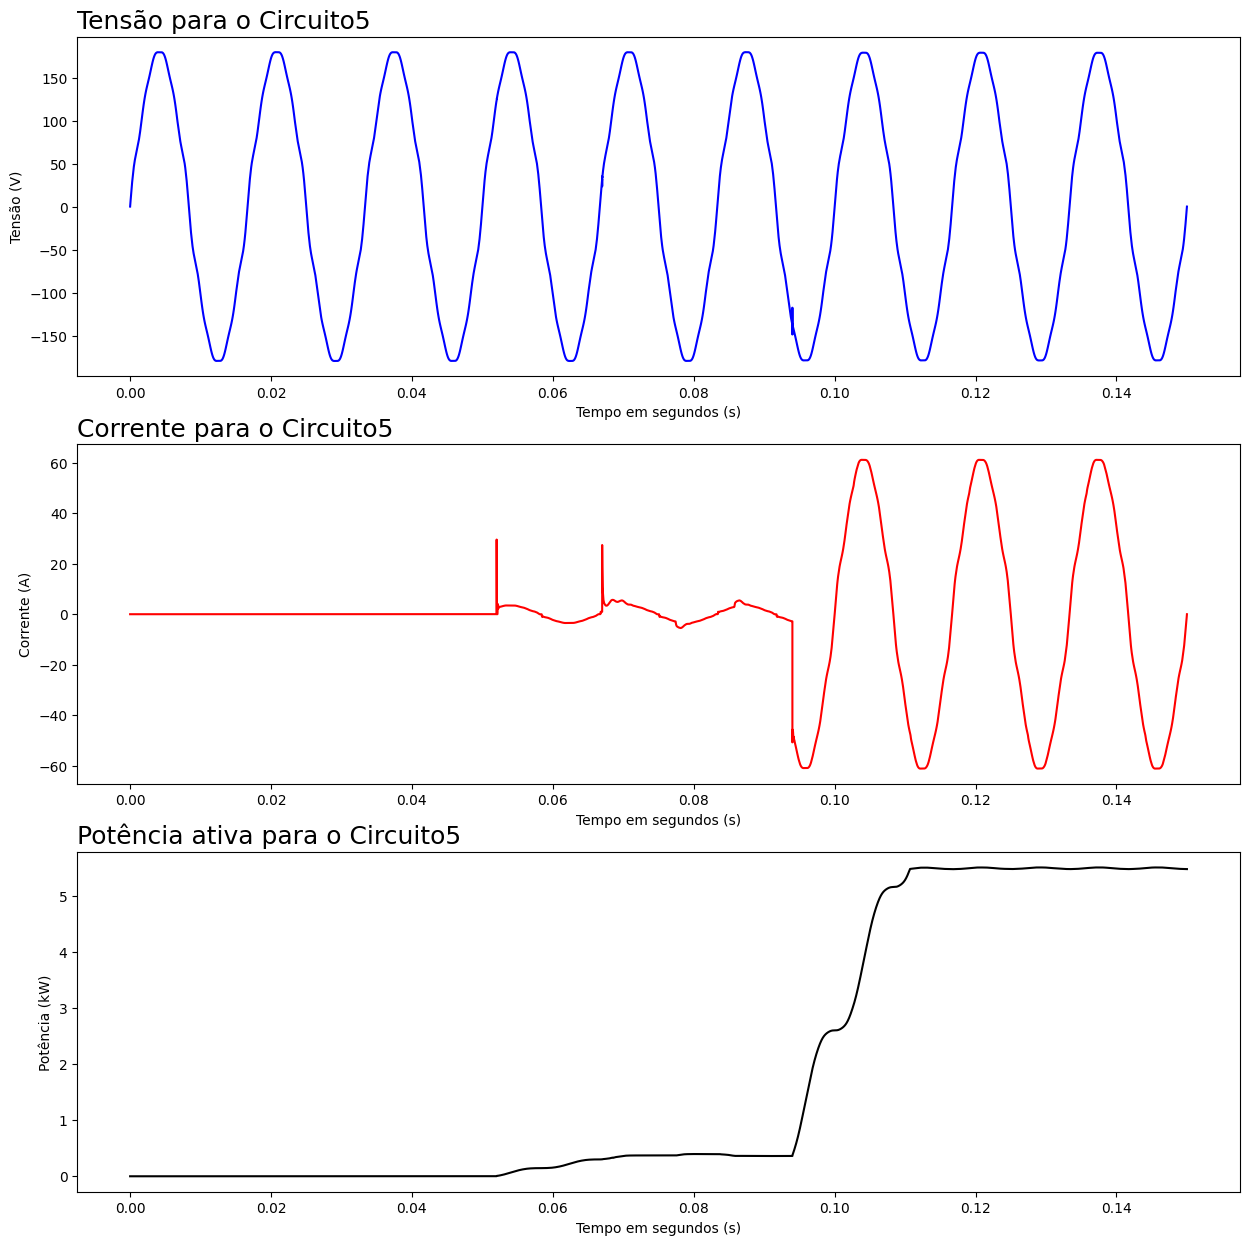 Tensão para o Circuito5
150
100
50
0
−50
−100
−150
Tensão (V)
0.00 0.02 0.04 0.06 0.08 0.10 0.12 0.14
Tempo em segundos (s)
Corrente para o Circuito5
60
40
20
0
−20
−40
−60
Corrente (A)
0.00 0.02 0.04 0.06 0.08 0.10 0.12 0.14
Tempo em segundos (s)
Potência ativa para o Circuito5
5
4
3
2
1
0
Potência (kW)
0.00 0.02 0.04 0.06 0.08 0.10 0.12 0.14
Tempo em segundos (s)